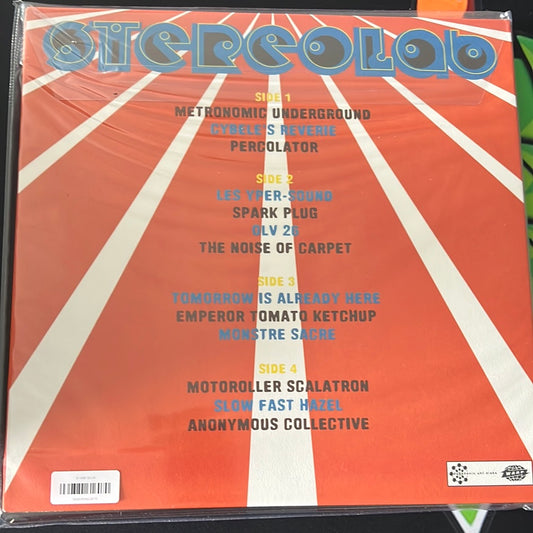 STEREOLAB
SIDE 1
METRONOMIC UNDERGROUND
CYBELE'S REVERIE
PERCOLATOR
SIDE 2
LES YPER-SOUND
SPARK PLUG
OLV 26
THE NOISE OF CARPET
SIDE 3
TOMORROW IS ALREADY HERE
EMPEROR TOMATO KETCHUP
MONSTRE SACRE
SIDE 4
MOTOROLLER SCALATRON
SLOW FAST HAZEL
ANONYMOUS COLLECTIVE
WARP